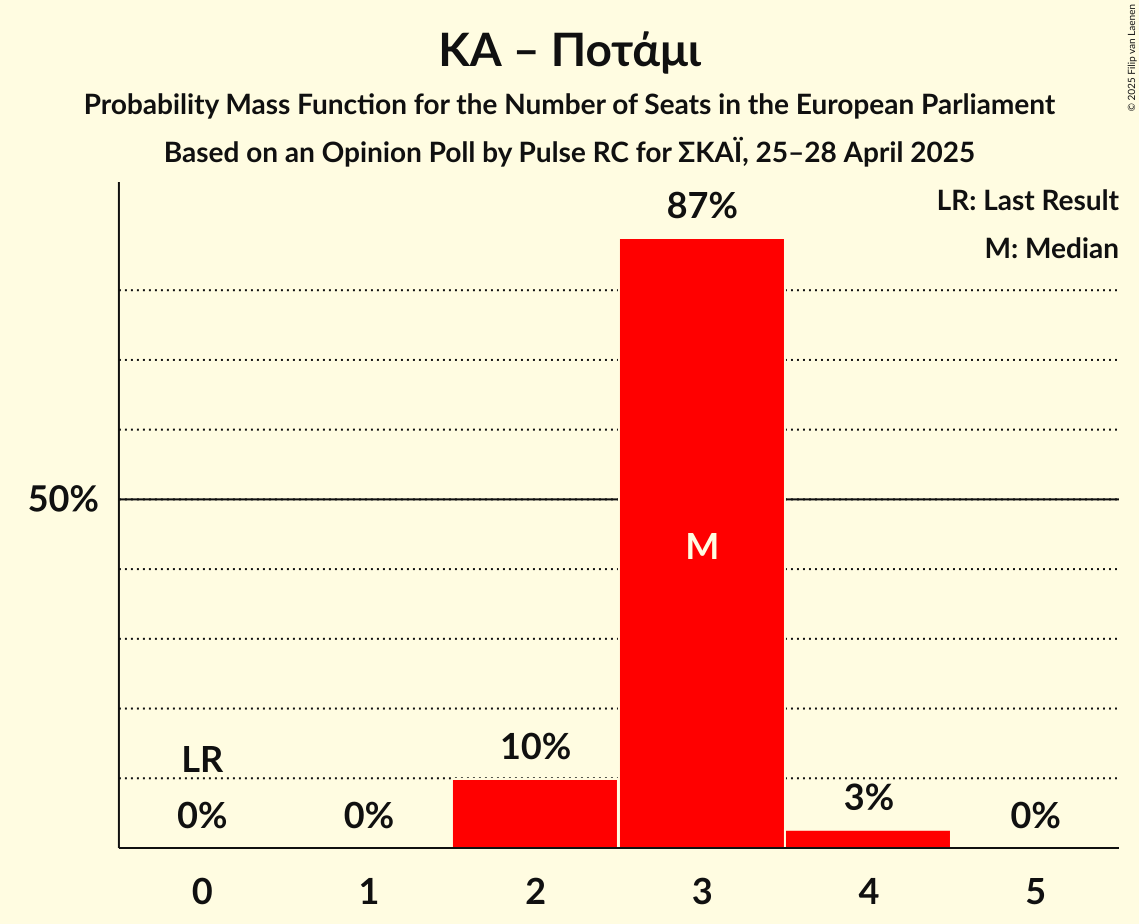 ΚΑ – Ποτάμι
Probability Mass Function for the Number of Seats in the European Parliament
Based on an Opinion Poll by Pulse RC for ΣΚΑΪ, 25–28 April 2025
© 2025 Filip van Laenen
LR: Last Result
M: Median
87%
50%
M
10%
LR
3%
0%
0%
0%
0
1
2
3
4
5